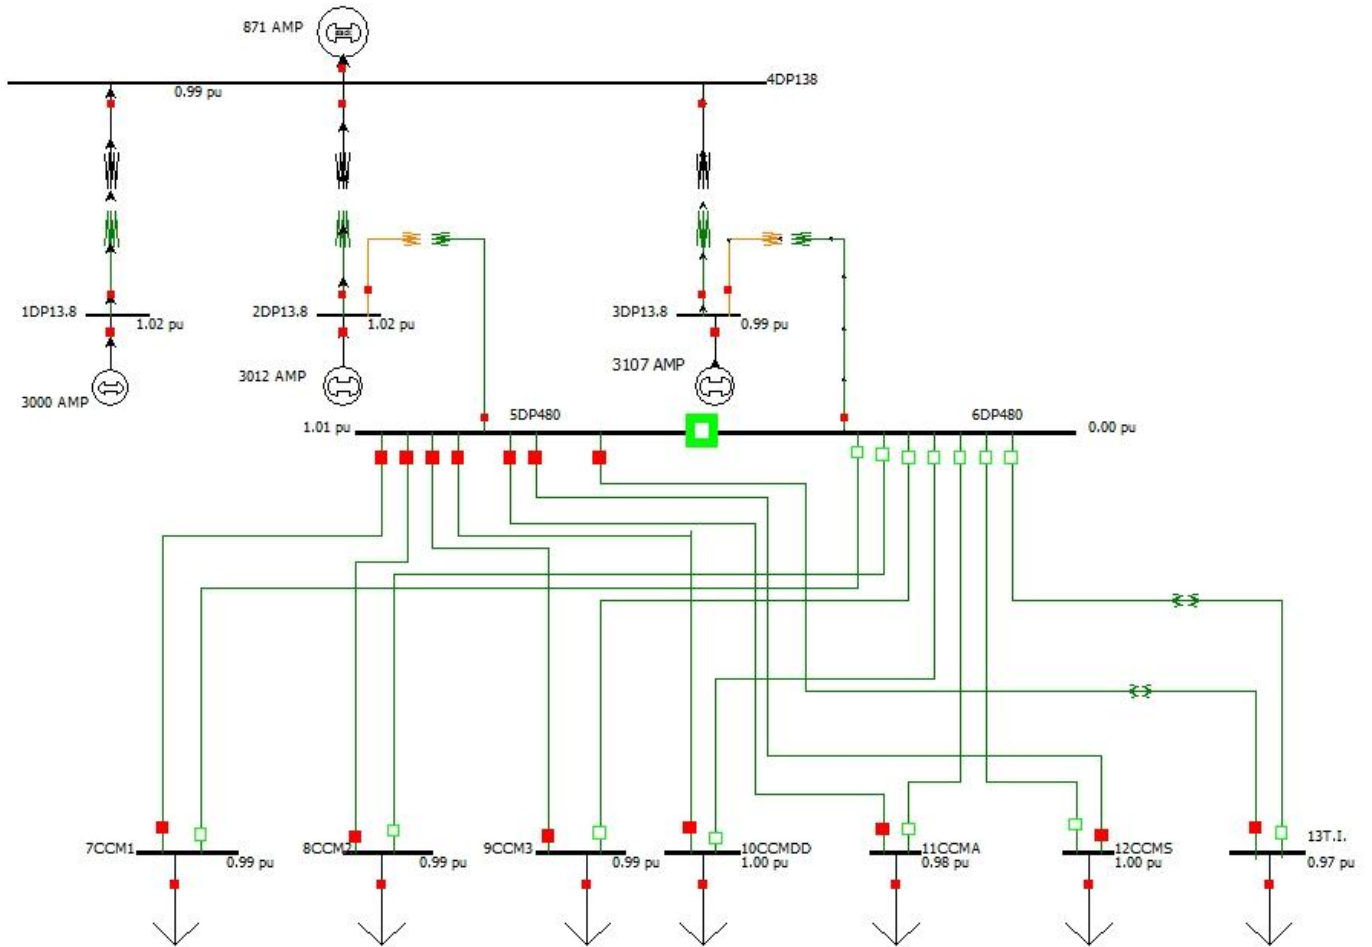 871 AMP
4DP138
0.99 pu
1DP13.8
1.02 pu
2DP13.8
1.02 pu
3DP13.8
0.99 pu
3000 AMP
3012 AMP
3107 AMP
5DP480
6DP480
1.01 pu
0.00 pu
7CCM1
0.99 pu
8CCM2
0.99 pu
9CCM3
0.99 pu
10CCMDD
1.00 pu
11CCMA
0.98 pu
12CCMS
1.00 pu
13T.I.
0.97 pu